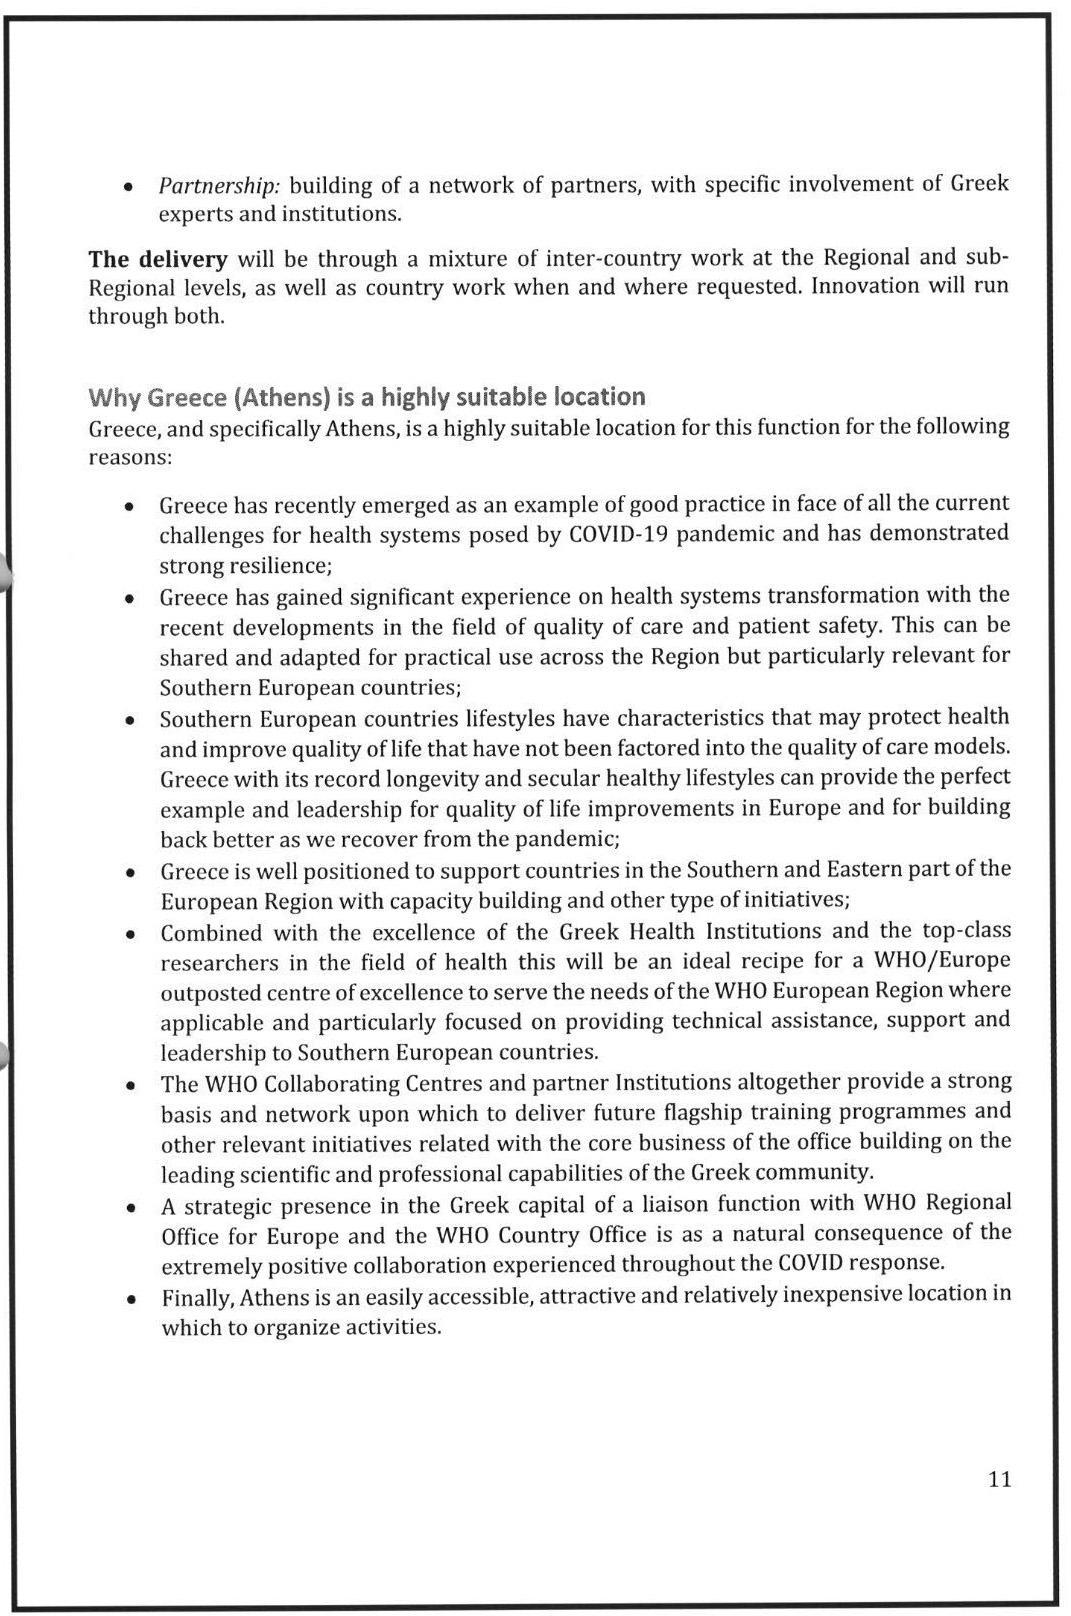 • Partnership: building of a network of partners, with specific involvement of Greek
experts and institutions.
The delivery will be through a mixture of inter-country work at the Regional and sub-
Regional levels, as well as country work when and where requested. Innovation will run
through both.
Why Greece (Athens) is a highly suitable location
Greece, and specifically Athens, is a highly suitable location for this function for the following
reasons:
• Greece has recently emerged as an example of good practice in face of all the current
challenges for health systems posed by COVID-19 pandemic and has demonstrated
strong resilience;
• Greece has gained significant experience on health systems transformation with the
recent developments in the field of quality of care and patient safety. This can be
shared and adapted for practical use across the Region but particularly relevant for
Southern European countries;
• Southern European countries lifestyles have characteristics that may protect health
and improve quality of life that have not been factored into the quality of care models.
Greece with its record longevity and secular healthy lifestyles can provide the perfect
example and leadership for quality of life improvements in Europe and for building
back better as we recover from the pandemic;
• Greece is well positioned to support countries in the Southern and Eastern part of the
European Region with capacity building and other type of initiatives;
• Combined with the excellence of the Greek Health Institutions and the top-class
researchers in the field of health this will be an ideal recipe for a WHO/Europe
outposted centre of excellence to serve the needs of the WHO European Region where
applicable and particularly focused on providing technical assistance, support and
leadership to Southern European countries.
• The WHO Collaborating Centres and partner Institutions altogether provide a strong
basis and network upon which to deliver future flagship training programmes and
other relevant initiatives related with the core business of the office building on the
leading scientific and professional capabilities of the Greek community.
• A strategic presence in the Greek capital of a liaison function with WHO Regional
Office for Europe and the WHO Country Office is as a natural consequence of the
extremely positive collaboration experienced throughout the COVID response.
• Finally, Athens is an easily accessible, attractive and relatively inexpensive location in
which to organize activities.
11